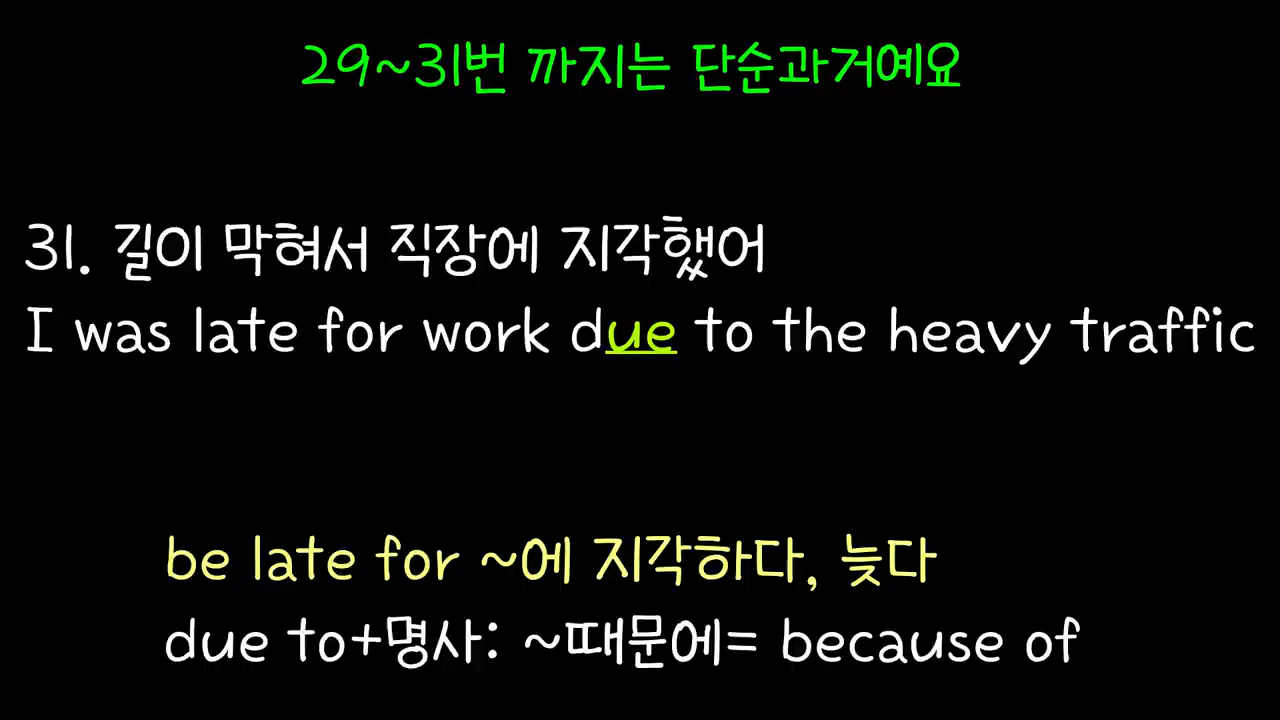 29~31번 까지는 단순과거예요
31. 길이 막혀서 직장에 지각했어
I was late for work due to the heavy traffic
be late for ~에 지각하다, 늦다
due to+명사: ~때문에= because of